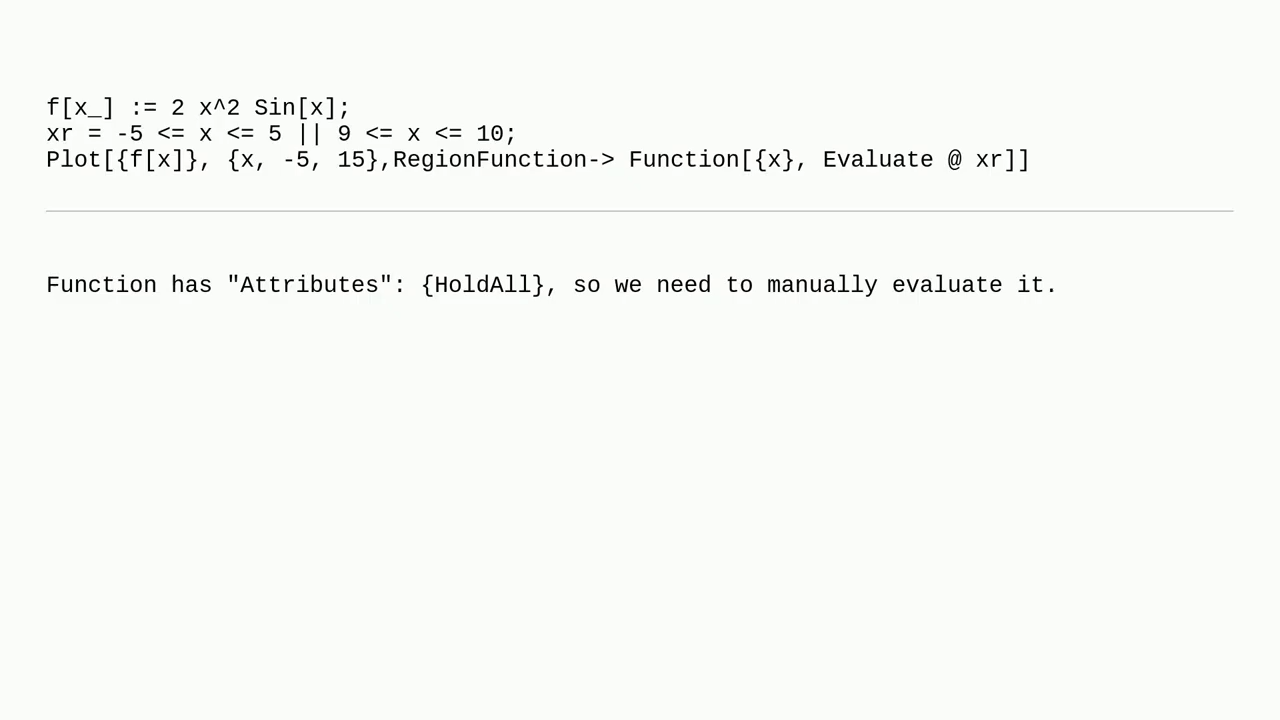 f[x_] := 2 x^2 Sin[x];
xr = -5 <= x <= 5 || 9 <= x <= 10;
Plot[{f[x]}, {x, -5, 15},RegionFunction-> Function[{x}, Evaluate @ xr]]
Function has "Attributes": {HoldAll}, so we need to manually evaluate it.